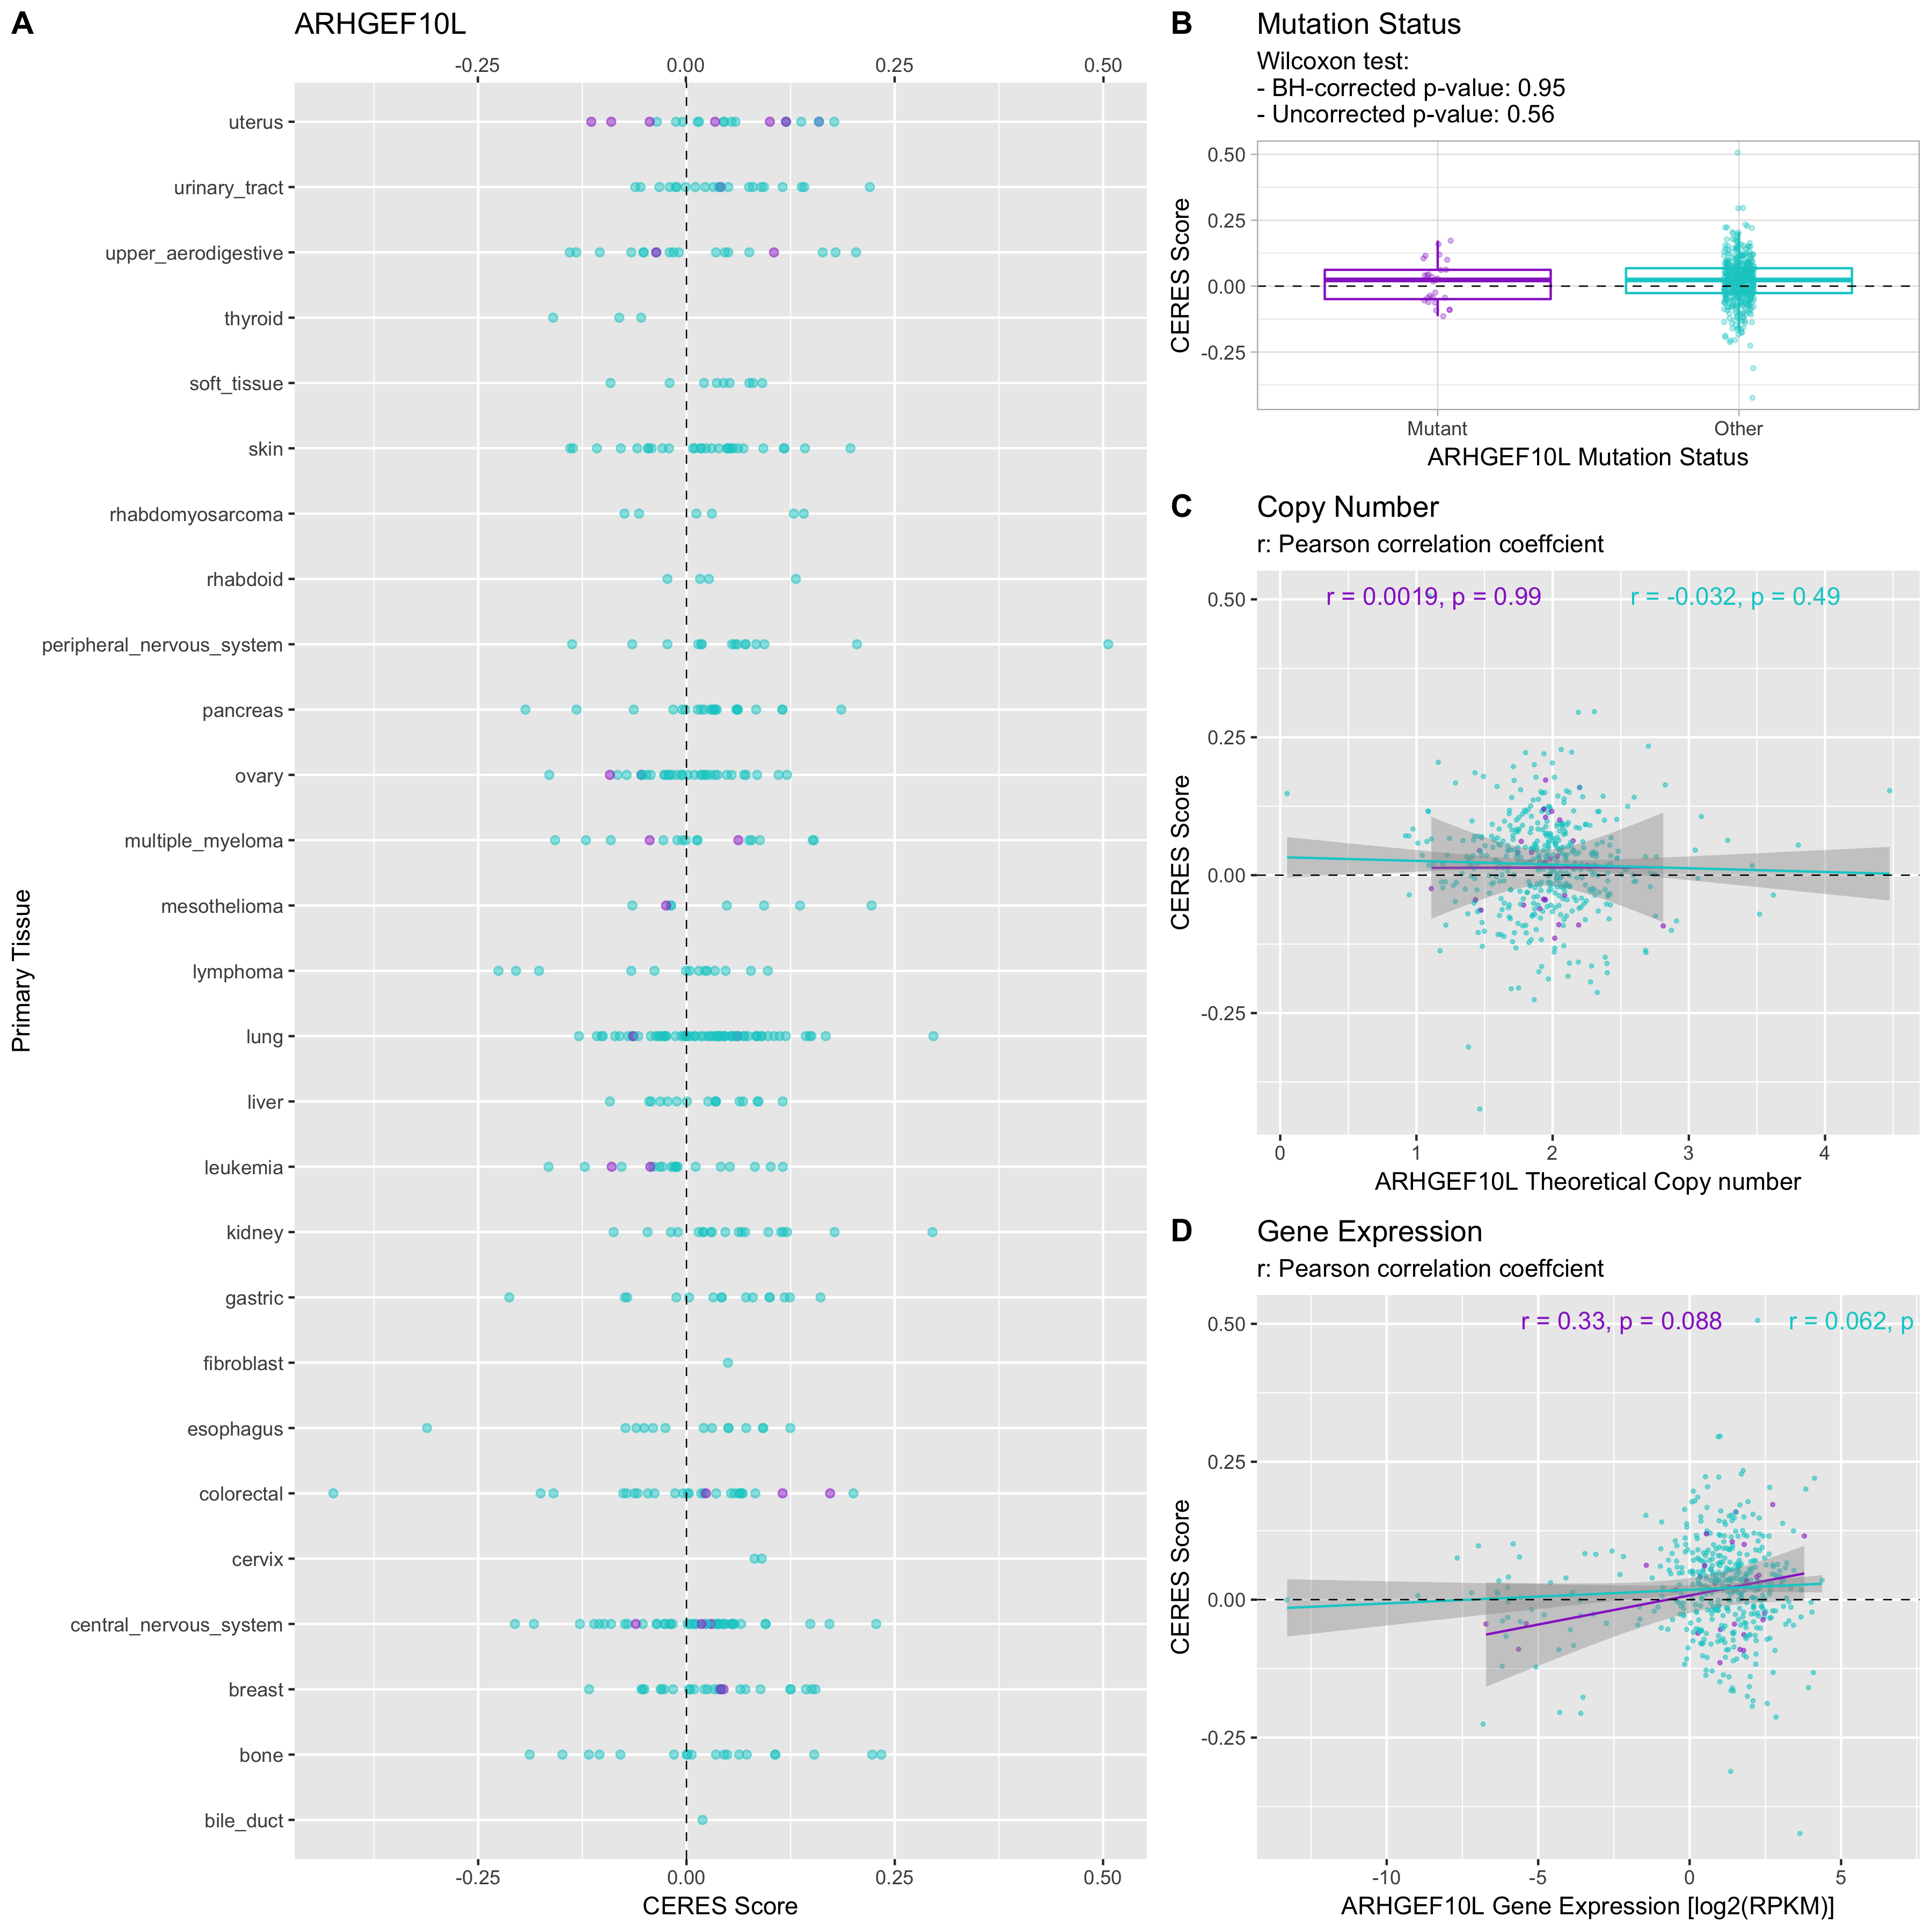 A
ARHGEF10L
-0.25 0.00 0.25 0.50
uterus
urinary_tract
upper_aerodigestive
thyroid
soft_tissue
skin
rhabdomyosarcoma
rhabdoid
peripheral_nervous_system
pancreas
ovary
multiple_myeloma
mesothelioma
lymphoma
lung
liver
leukemia
kidney
gastric
fibroblast
esophagus
colorectal
cervix
central_nervous_system
breast
bone
bile_duct
Primary Tissue
-0.25 0.00 0.25 0.50
CERES Score
B
Mutation Status
Wilcoxon test:
- BH-corrected p-value: 0.95
- Uncorrected p-value: 0.56
0.50
0.25
0.00
-0.25
CERES Score
Mutant Other
ARHGEF10L Mutation Status
C
Copy Number
r: Pearson correlation coeffcient
r = 0.0019, p = 0.99 r = -0.032, p = 0.49
0.50
0.25
0.00
-0.25
CERES Score
0 1 2 3 4
ARHGEF10L Theoretical Copy number
D
Gene Expression
r: Pearson correlation coeffcient
r = 0.33, p = 0.088 r = 0.062, p
0.50
0.25
0.00
-0.25
CERES Score
-10 -5 0 5
ARHGEF10L Gene Expression [log2(RPKM)]